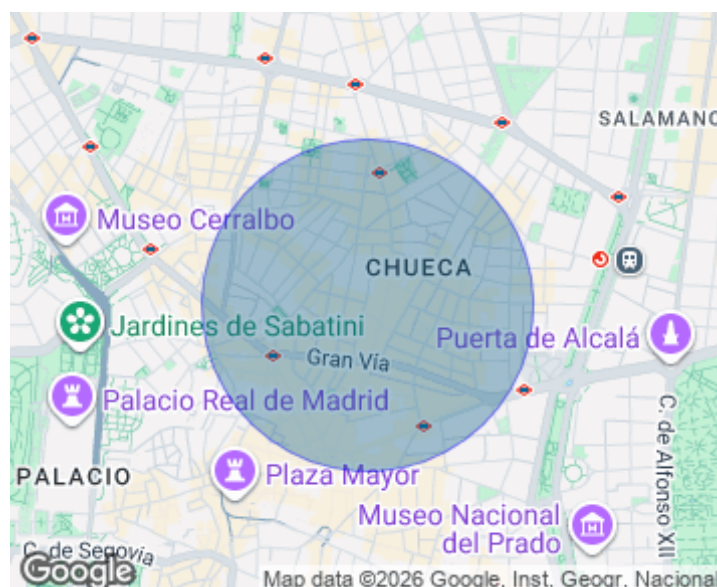 SALAMANC
Museo Cerralbo
CHUECA
Jardines de Sabatini
Puerta de Alcalá
Gran Vía
Palacio Real de Madrid
C. de Alfonso XII
PALACIO
Plaza Mayor
Museo Nacional
del Prado
C. de Segovia
Google
Map data ©2026 Google, Inst. Geogr. Nacional